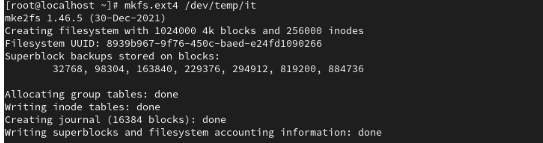 [root@localhost ~]# mkfs.ext4 /dev/temp/it
mke2fs 1.46.5 (30-Dec-2021)
Creating filesystem with 1024000 4k blocks and 256000 inodes
Filesystem UUID: 8939b967-9f76-450c-baed-e24fd1090266
Superblock backups stored on blocks:
32768, 98304, 163840, 229376, 294912, 819200, 884736
Allocating group tables: done
Writing inode tables: done
Creating journal (16384 blocks): done
Writing superblocks and filesystem accounting information: done